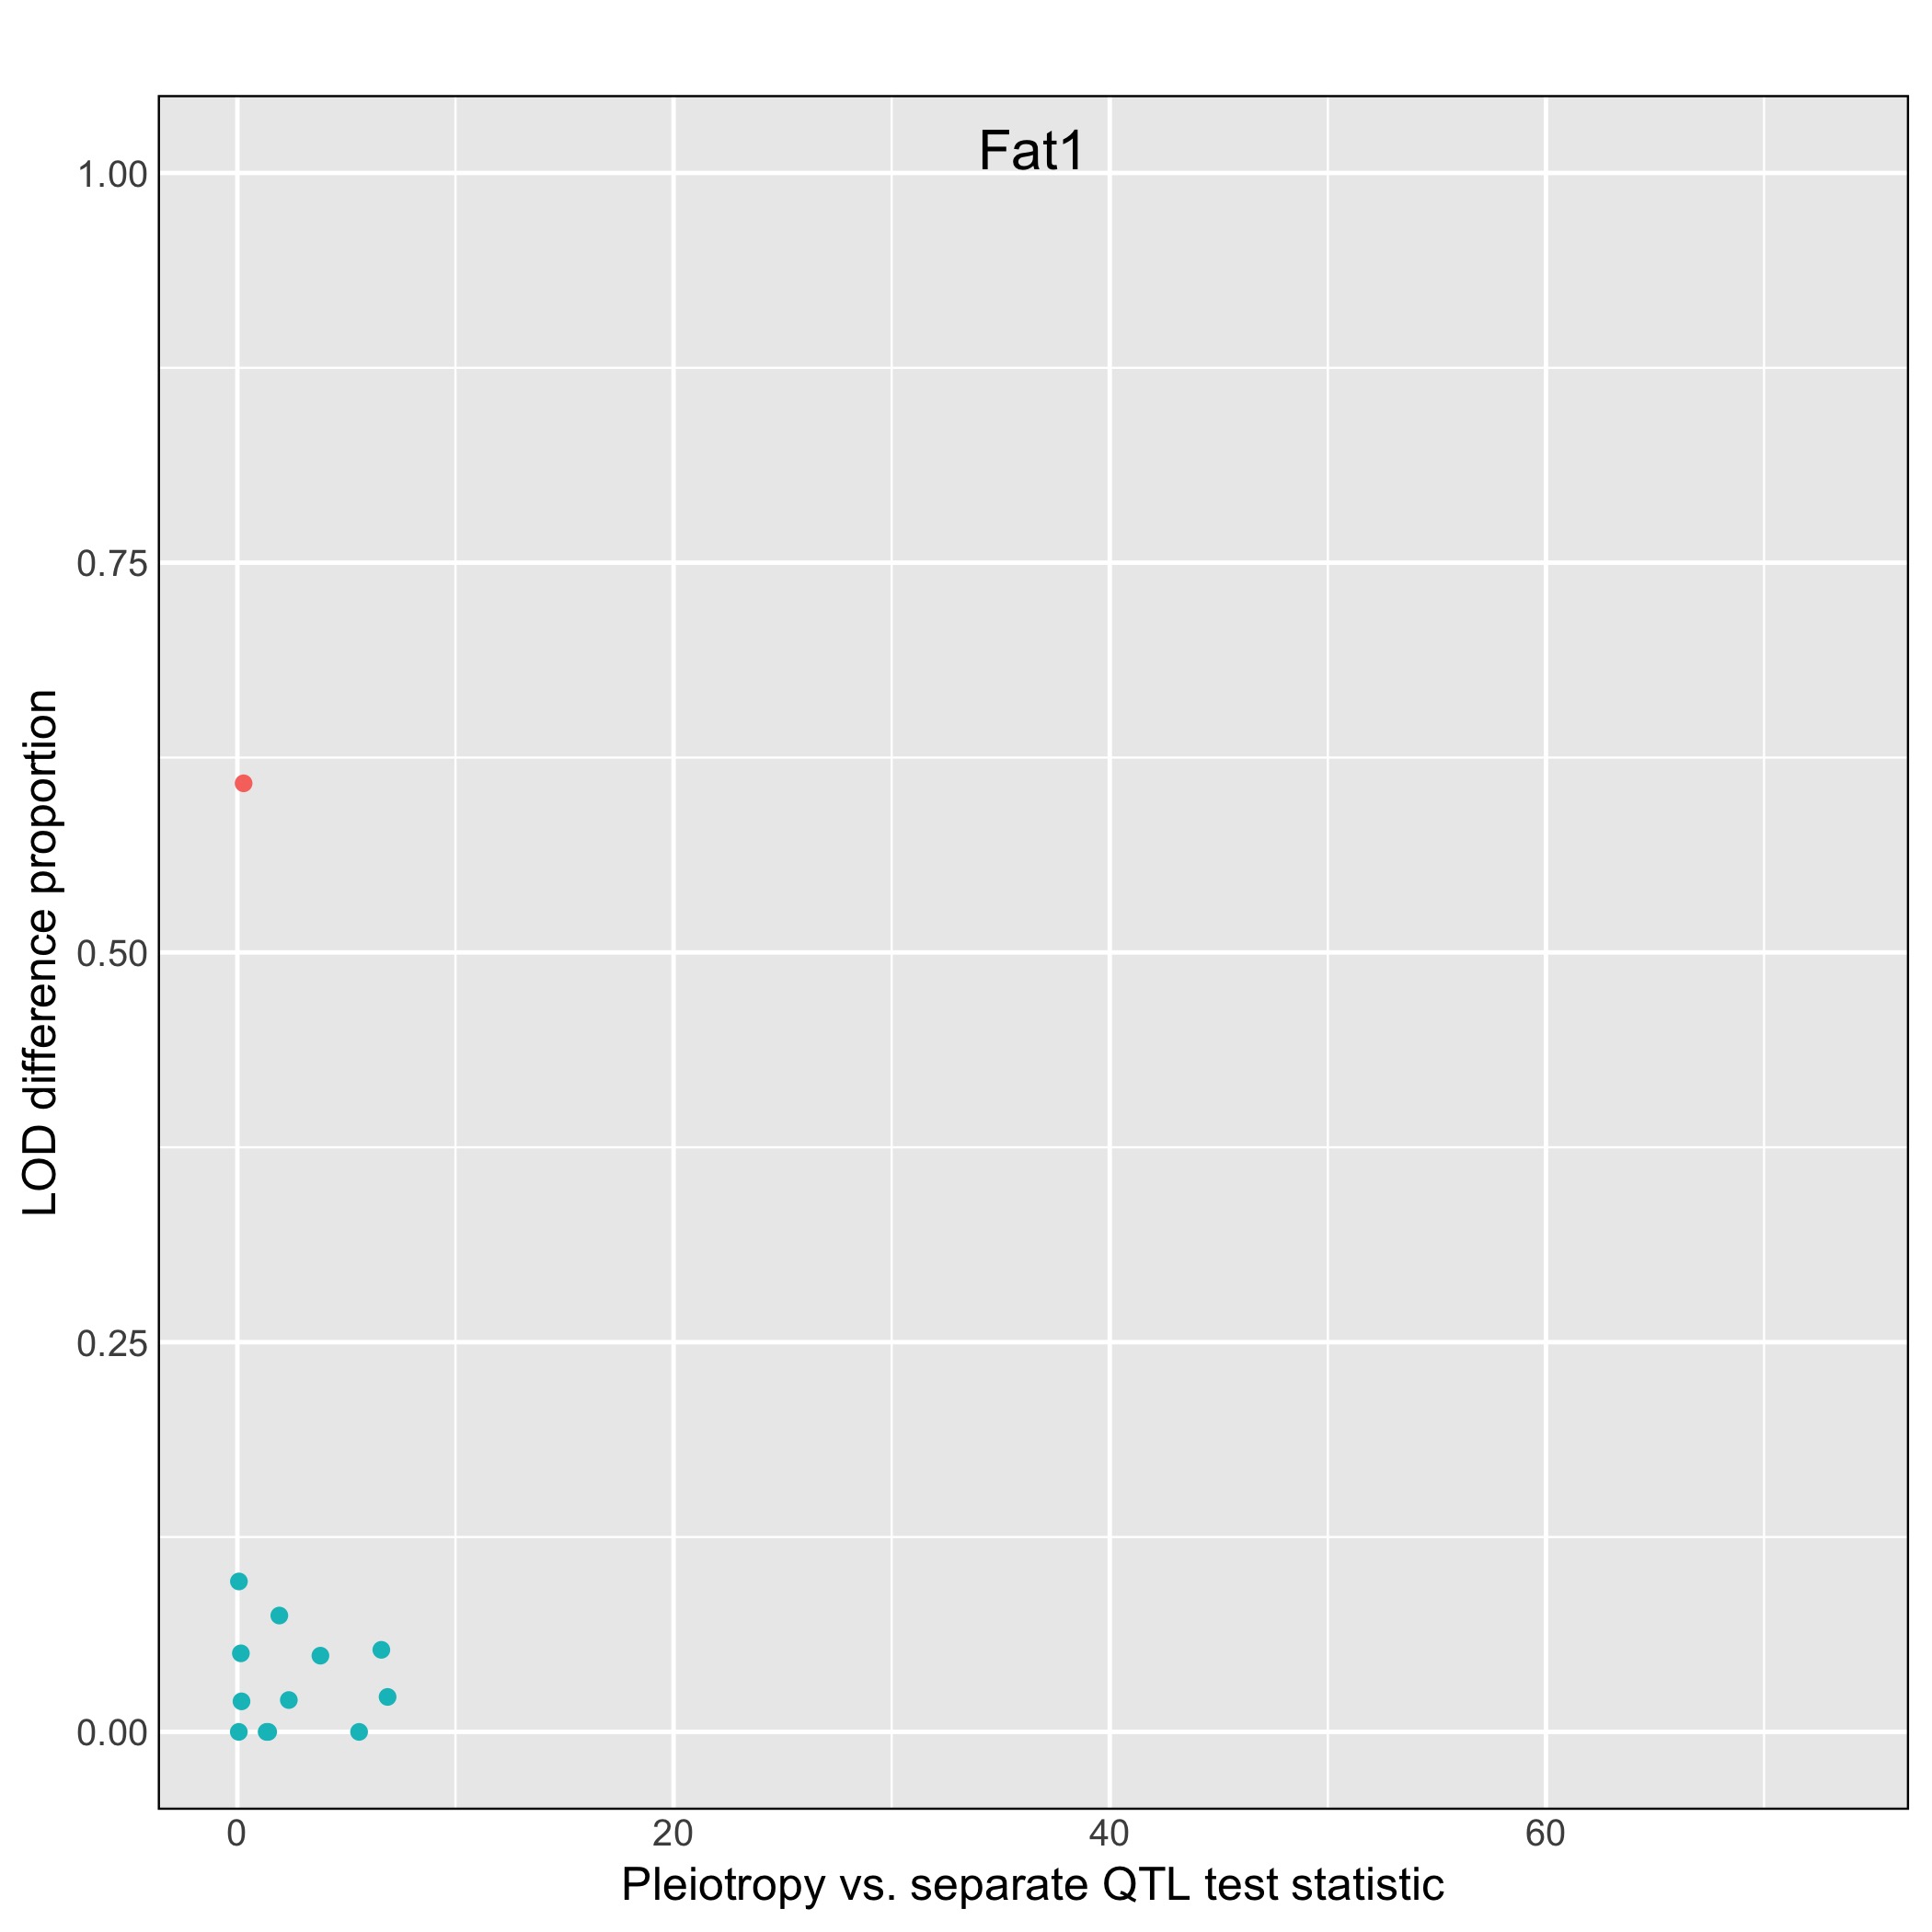 Fat1
1.00
0.75
0.50
0.25
0.00
LOD difference proportion
0 20 40 60
Pleiotropy vs. separate QTL test statistic